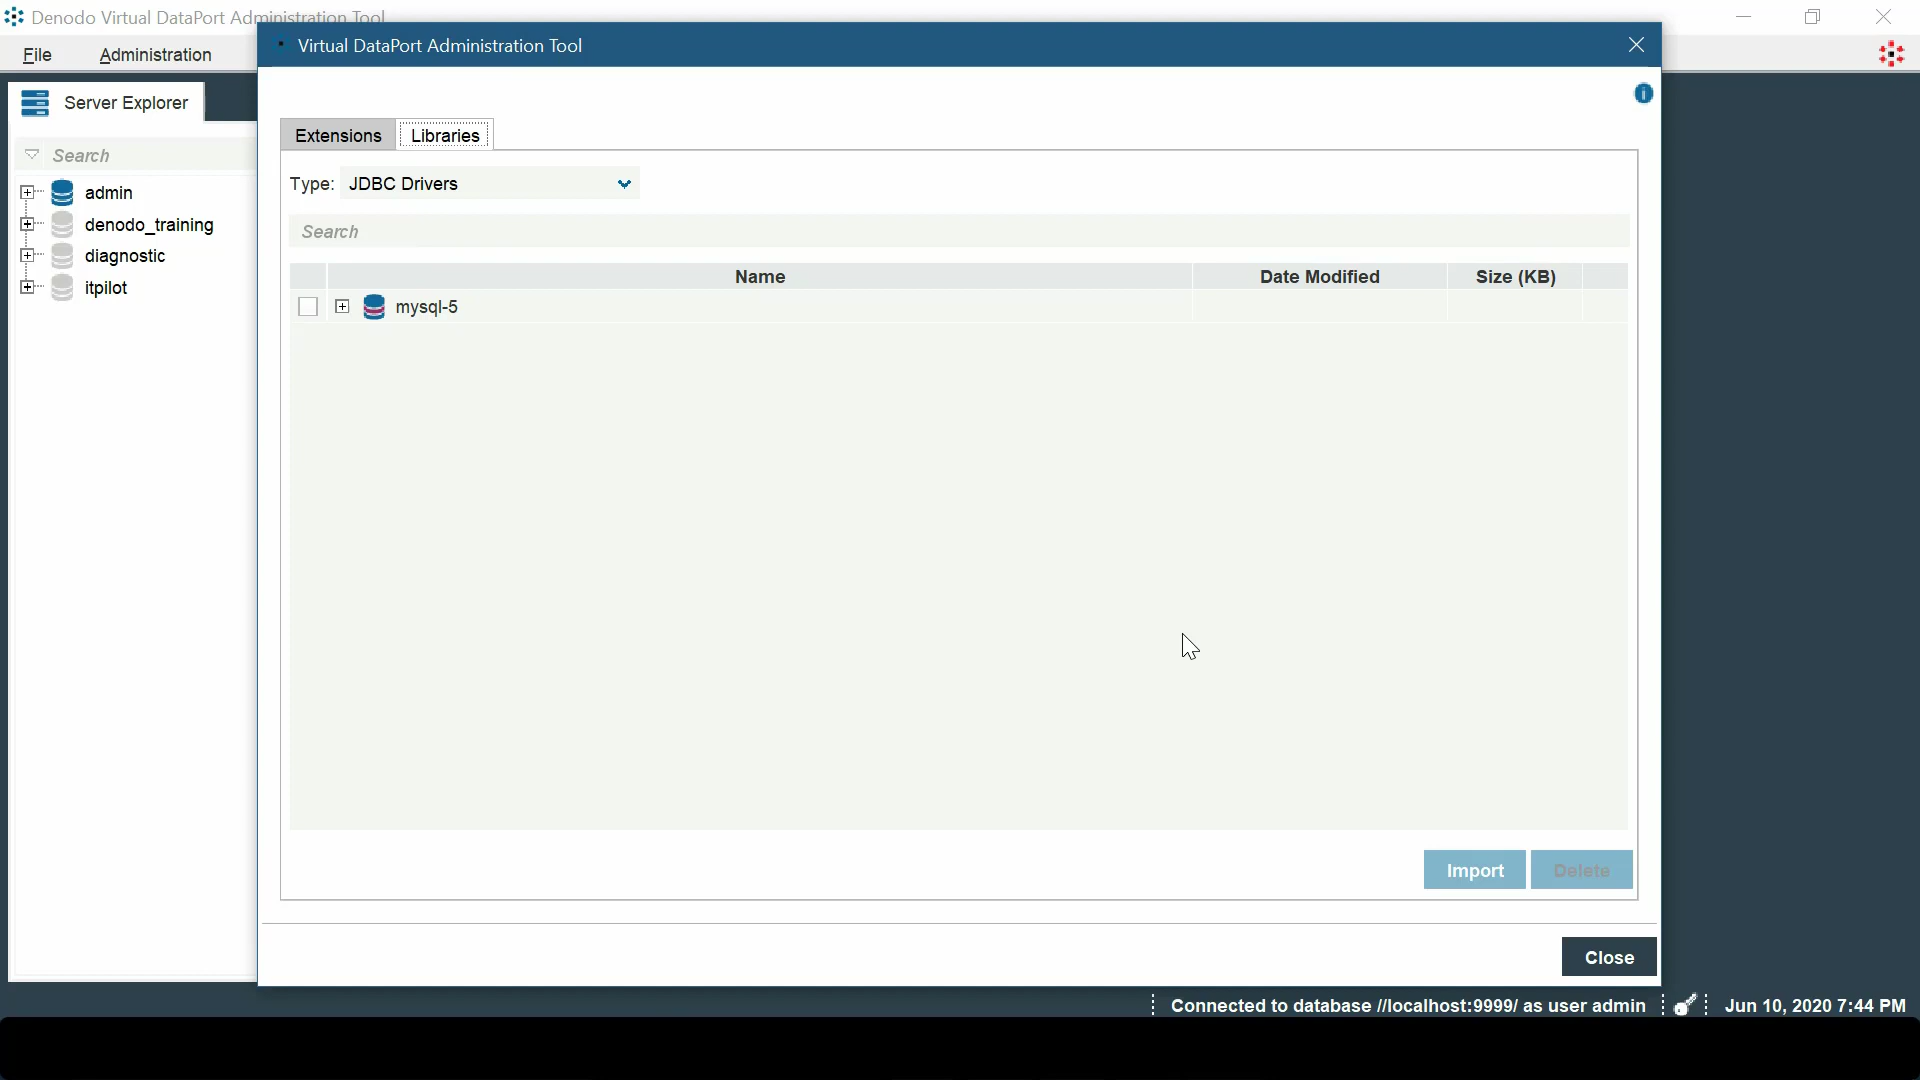 Denodo Virtual DataPort Administration Tool
Virtual DataPort Administration Tool
File
Administration
Server Explorer
Search
admin
denodo_training
diagnostic
itpilot
Extensions
Libraries
Type: JDBC Drivers
Search
Name
Date Modified
Size (KB)
mysql-5
Import
Delete
Close
Connected to database //localhost:9999/ as user admin
Jun 10, 2020 7:44 PM